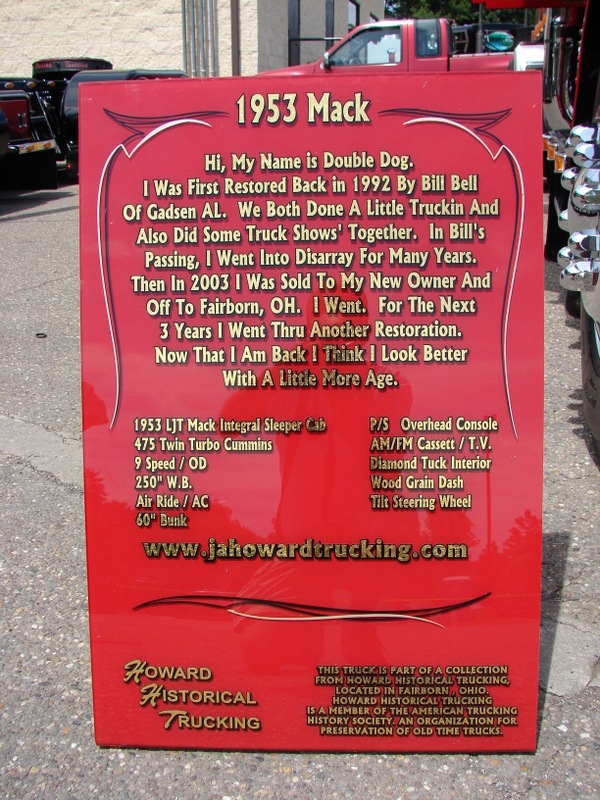 1953 Mack
Hi, My Name is Double Dog.
I Was First Restored Back in 1992 By Bill Bell
Of Gadsen AL. We Both Done A Little Truckin And
Also Did Some Truck Shows' Together. In Bill's
Passing, I Went Into Disarray For Many Years.
Then In 2003 I Was Sold To My New Owner And
Off To Fairborn, OH. I Went. For The Next
3 Years I Went Thru Another Restoration.
Now That I Am Back I Think I Look Better
With A Little More Age.
1953 LJT Mack Integral Sleeper Cab
475 Twin Turbo Cummins
9 Speed / OD
250" W.B.
Air Ride / AC
60" Bunk
P/S Overhead Console
AM/FM Cassett / T.V.
Diamond Tuck Interior
Wood Grain Dash
Tilt Steering Wheel
www.jahowardtrucking.com
Howard
Historical
Trucking
THIS TRUCK IS PART OF A COLLECTION
FROM HOWARD HISTORICAL TRUCKING,
LOCATED IN FAIRBORN , OHIO.
HOWARD HISTORICAL TRUCKING
IS A MEMBER OF THE AMERICAN TRUCKING
HISTORY SOCIETY. AN ORGANIZATION FOR
PRESERVATION OF OLD TIME TRUCKS.